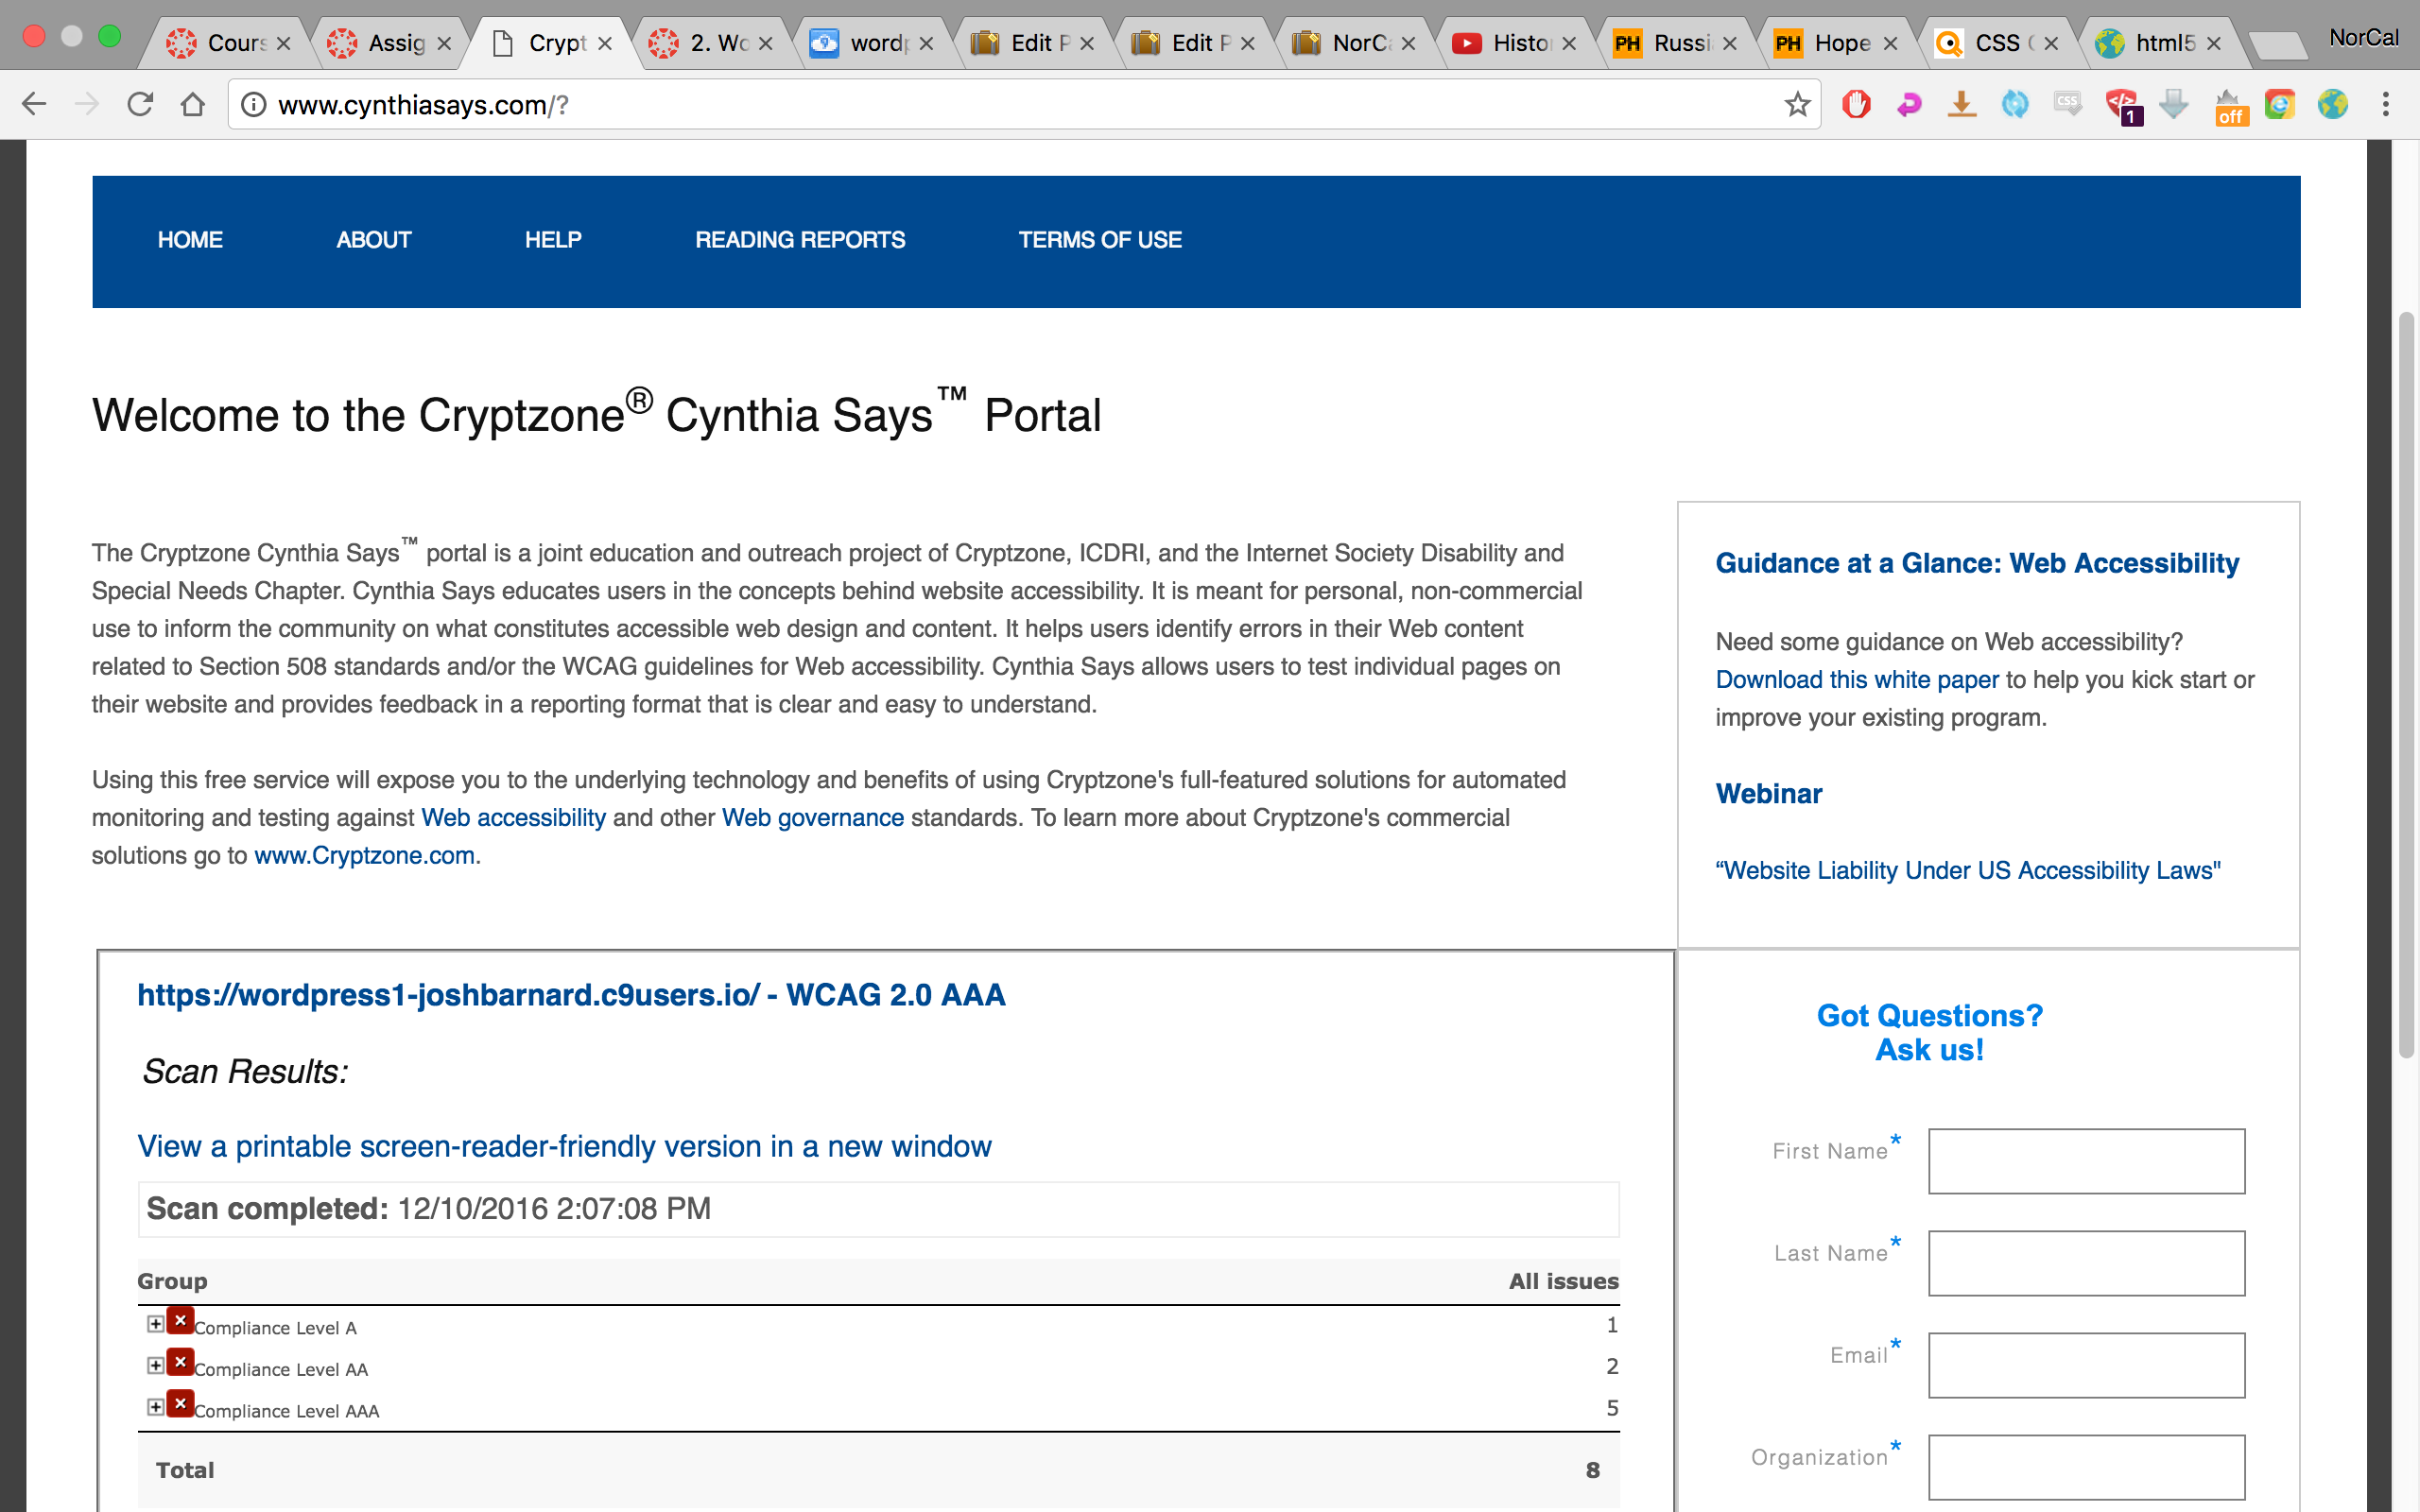 Cours
Assig
Crypt
2. Wo
wordp
Edit P
Edit P
NorCa
Histo
PH Russi
PH Hope
CSS
html5
NorCal
www.cynthiasays.com/?
CSS
1
off
HOME ABOUT HELP READING REPORTS TERMS OF USE
Welcome to the Cryptzone® Cynthia Says™ Portal
The Cryptzone Cynthia Says™ portal is a joint education and outreach project of Cryptzone, ICDRI, and the Internet Society Disability and
Special Needs Chapter. Cynthia Says educates users in the concepts behind website accessibility. It is meant for personal, non-commercial
use to inform the community on what constitutes accessible web design and content. It helps users identify errors in their Web content
related to Section 508 standards and/or the WCAG guidelines for Web accessibility. Cynthia Says allows users to test individual pages on
their website and provides feedback in a reporting format that is clear and easy to understand.
Using this free service will expose you to the underlying technology and benefits of using Cryptzone's full-featured solutions for automated
monitoring and testing against Web accessibility and other Web governance standards. To learn more about Cryptzone's commercial
solutions go to www.Cryptzone.com.
Guidance at a Glance: Web Accessibility
Need some guidance on Web accessibility?
Download this white paper to help you kick start or
improve your existing program.
Webinar
“Website Liability Under US Accessibility Laws"
https://wordpress1-joshbarnard.c9users.io/ - WCAG 2.0 AAA
Scan Results:
View a printable screen-reader-friendly version in a new window
Scan completed: 12/10/2016 2:07:08 PM
Group All issues
Compliance Level A 1
Compliance Level AA 2
Compliance Level AAA 5
Total 8
Got Questions?
Ask us!
First Name*
Last Name*
Email*
Organization*